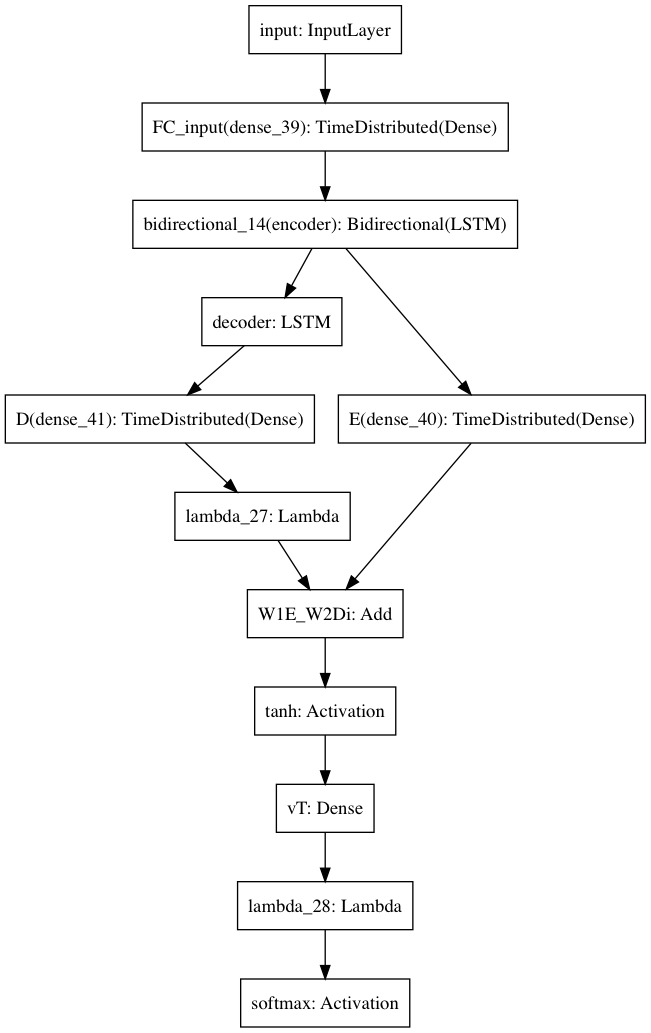 input: InputLayer
FC_input(dense_39): TimeDistributed(Dense)
bidirectional_14(encoder): Bidirectional(LSTM)
decoder: LSTM
D(dense_41): TimeDistributed(Dense)
E(dense_40): TimeDistributed(Dense)
lambda_27: Lambda
W1E_W2Di: Add
tanh: Activation
vT: Dense
lambda_28: Lambda
softmax: Activation